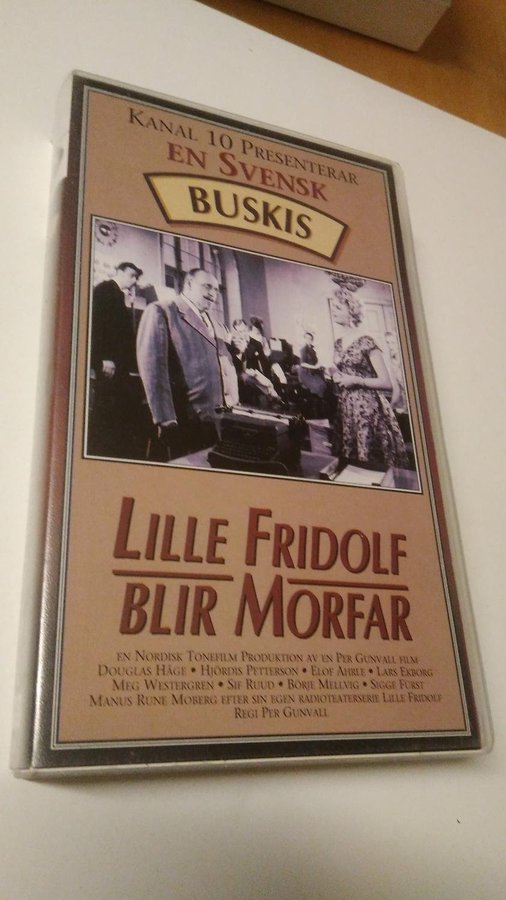 KANAL 10 PRESENTERAR
EN SVENSK
BUSKIS
LILLE FRIDOLF
BLIR MORFAR
EN NORDISK TONEFILM PRODUKTION AV EN PER GUNVALL FILM
DOUGLAS HÅGE • HJÖRDIS PETTERSON • ELOF AHRLE • LARS EKBORG
MEG WESTERGREN • SIF RUUD • BÖRJE MELLVIG • SIGGE FÜRST
MANUS RUNE MOBERG EFTER SIN EGEN RADIOTEATERSERIE LILLE FRIDOLF
REGI PER GUNVALL